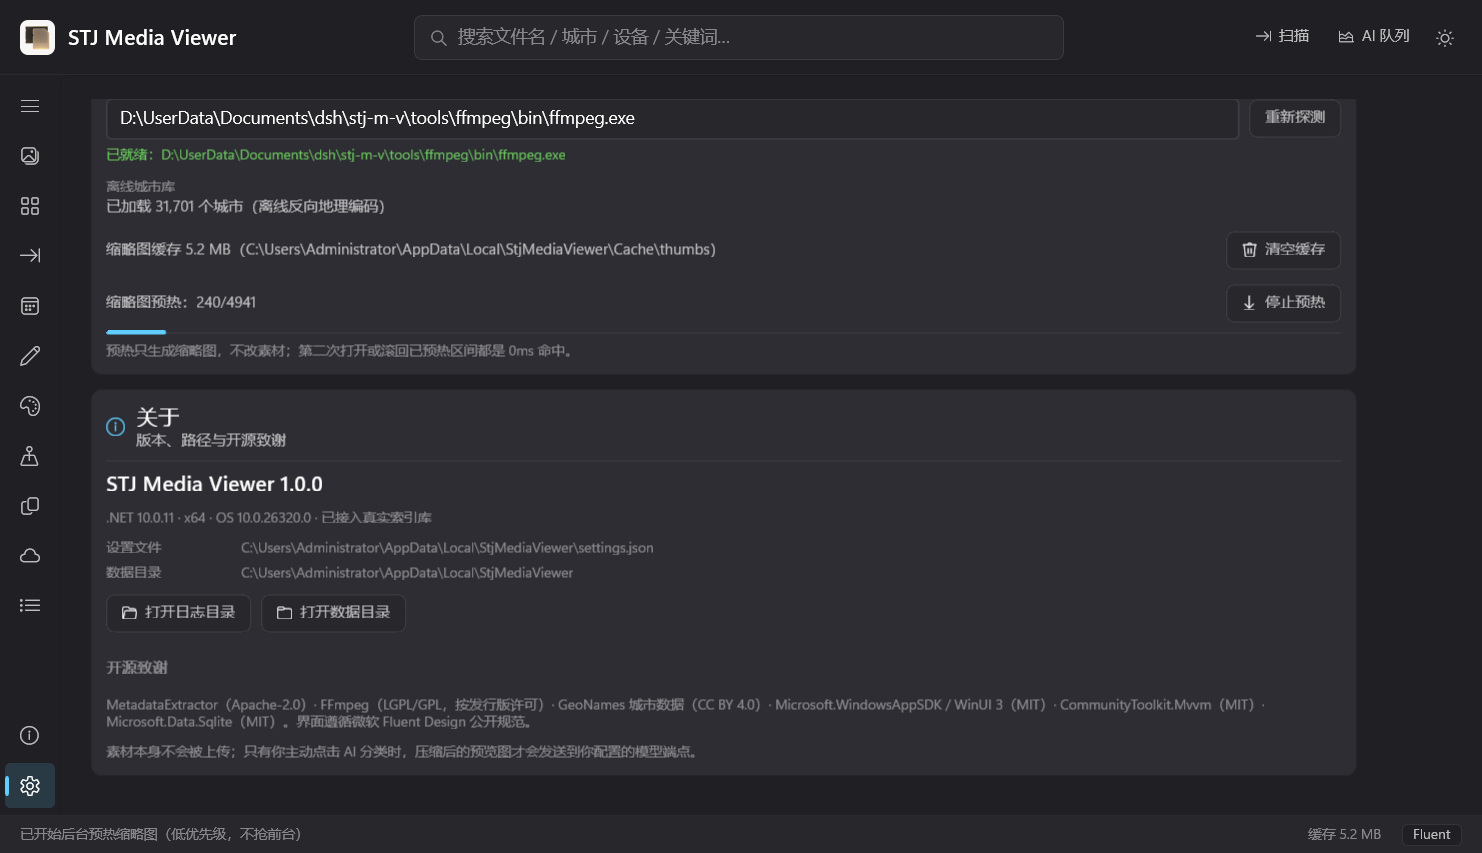 STJ Media Viewer
搜索文件名 / 城市 / 设备 / 关键词...
扫描
AI 队列
D:\UserData\Documents\dsh\stj-m-v\tools\ffmpeg\bin\ffmpeg.exe
重新探测
已就绪：D:\UserData\Documents\dsh\stj-m-v\tools\ffmpeg\bin\ffmpeg.exe
离线城市库
已加载 31,701 个城市（离线反向地理编码）
缩略图缓存 5.2 MB（C:\Users\Administrator\AppData\Local\StjMediaViewer\Cache\thumbs）
清空缓存
缩略图预热：240/4941
停止预热
预热只生成缩略图，不改素材；第二次打开或滚回已预热区间都是 0ms 命中。
关于
版本、路径与开源致谢
STJ Media Viewer 1.0.0
.NET 10.0.11 · x64 · OS 10.0.26320.0 · 已接入真实索引库
设置文件 C:\Users\Administrator\AppData\Local\StjMediaViewer\settings.json
数据目录 C:\Users\Administrator\AppData\Local\StjMediaViewer
打开日志目录
打开数据目录
开源致谢
MetadataExtractor（Apache-2.0）· FFmpeg（LGPL/GPL，按发行版许可）· GeoNames 城市数据（CC BY 4.0）· Microsoft.WindowsAppSDK / WinUI 3（MIT）· CommunityToolkit.Mvvm（MIT）·
Microsoft.Data.Sqlite（MIT）。界面遵循微软 Fluent Design 公开规范。
素材本身不会被上传；只有你主动点击 AI 分类时，压缩后的预览图才会发送到你配置的模型端点。
已开始后台预热缩略图（低优先级，不抢前台）
缓存 5.2 MB
Fluent